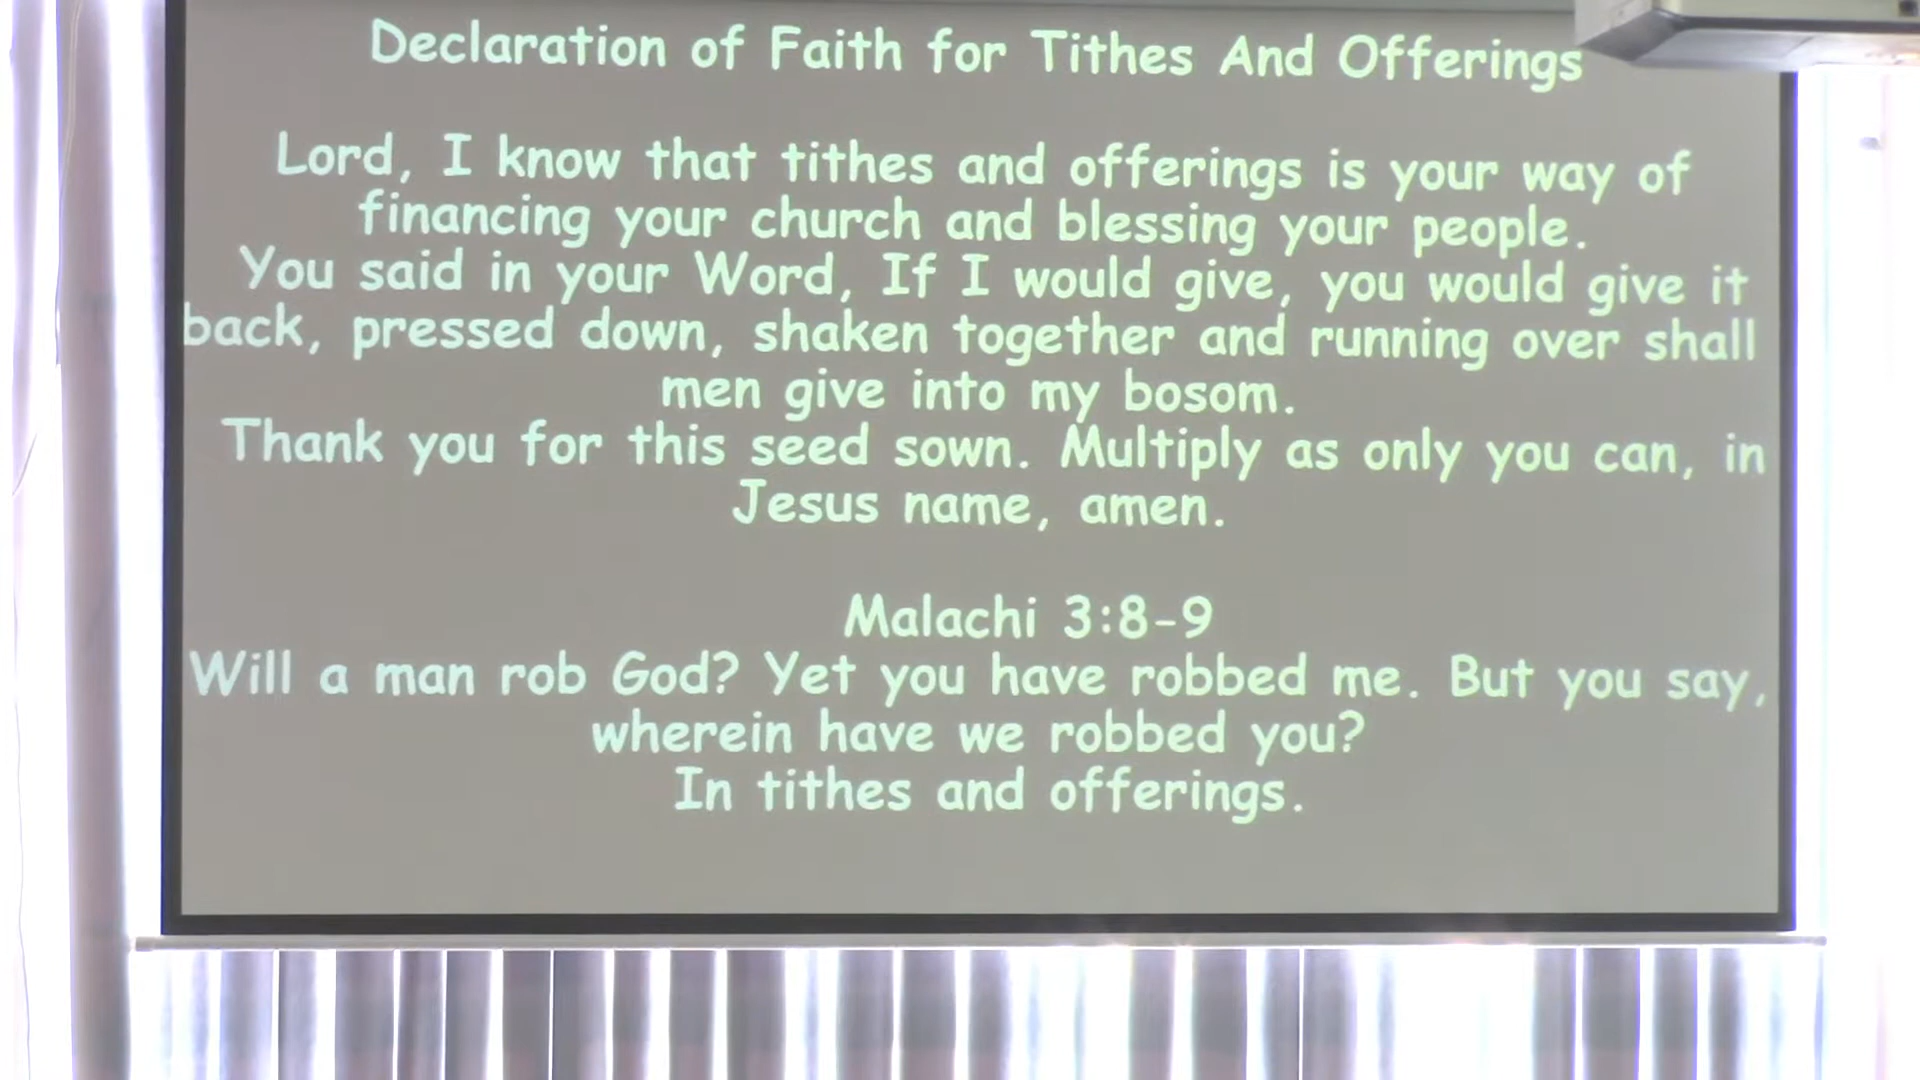 Declaration of Faith for Tithes And Offerings
Lord, I know that tithes and offerings is your way of
financing your church and blessing your people.
You said in your Word, If I would give, you would give it
back, pressed down, shaken together and running over shall
men give into my bosom.
Thank you for this seed sown. Multiply as only you can, in
Jesus name, amen.
Malachi 3:8-9
Will a man rob God? Yet you have robbed me. But you say,
wherein have we robbed you?
In tithes and offerings.